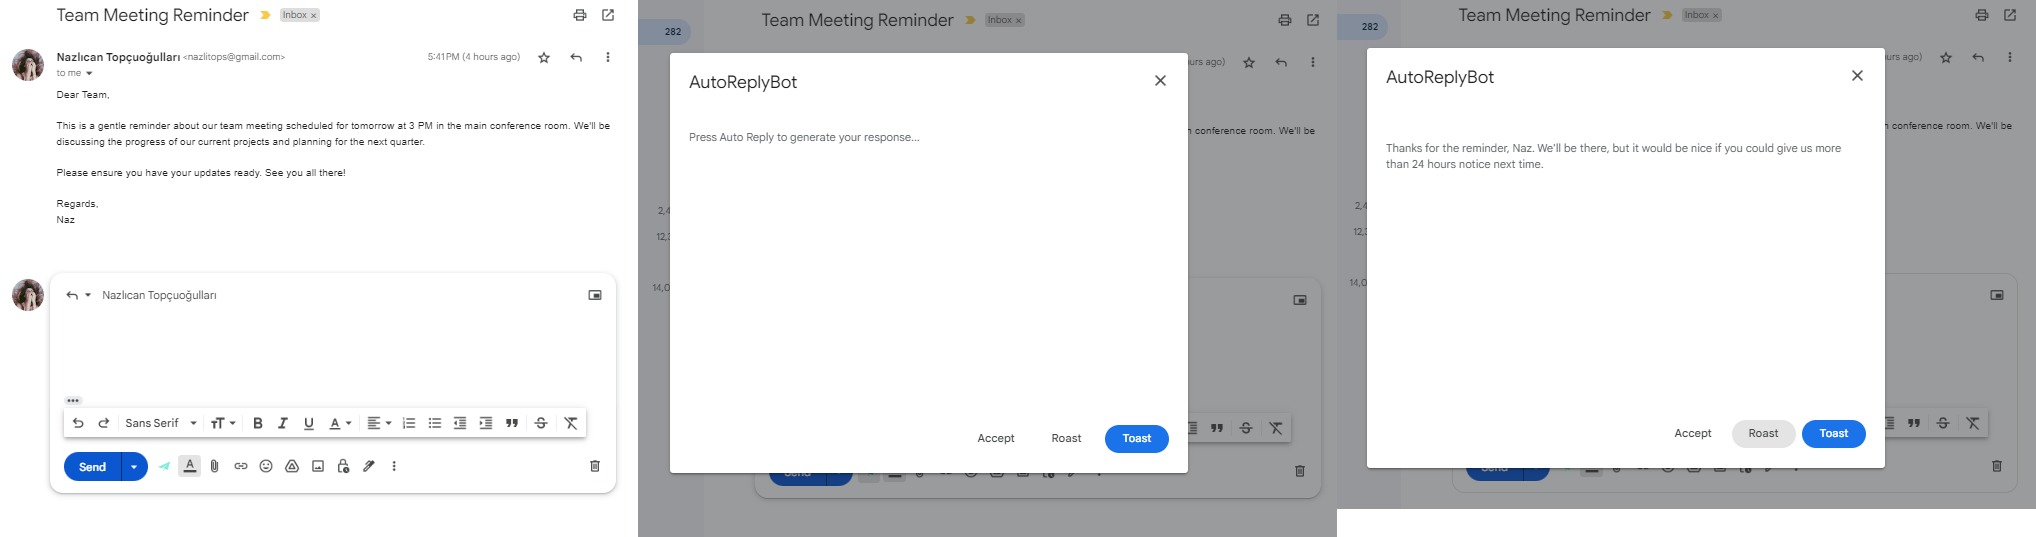 Team Meeting Reminder Inbox ×
Nazlıcan Topçuoğulları <nazlitops@gmail.com> 5:41 PM (4 hours ago)
to me
Dear Team,
This is a gentle reminder about our team meeting scheduled for tomorrow at 3 PM in the main conference room. We'll be
discussing the progress of our current projects and planning for the next quarter.
Please ensure you have your updates ready. See you all there!
Regards,
Naz
Nazlıcan Topçuoğulları
Sans Serif
Send
Team Meeting Reminder Inbox ×
282
urs ago)
AutoReplyBot
conference room. We'll be
Press Auto Reply to generate your response...
2,4
12,3
14,0
Accept Roast Toast
Send
Team Meeting Reminder Inbox ×
282
urs ago)
AutoReplyBot
conference room. We'll be
Thanks for the reminder, Naz. We'll be there, but it would be nice if you could give us more
than 24 hours notice next time.
2,4
12,3
14,0
Accept Roast Toast